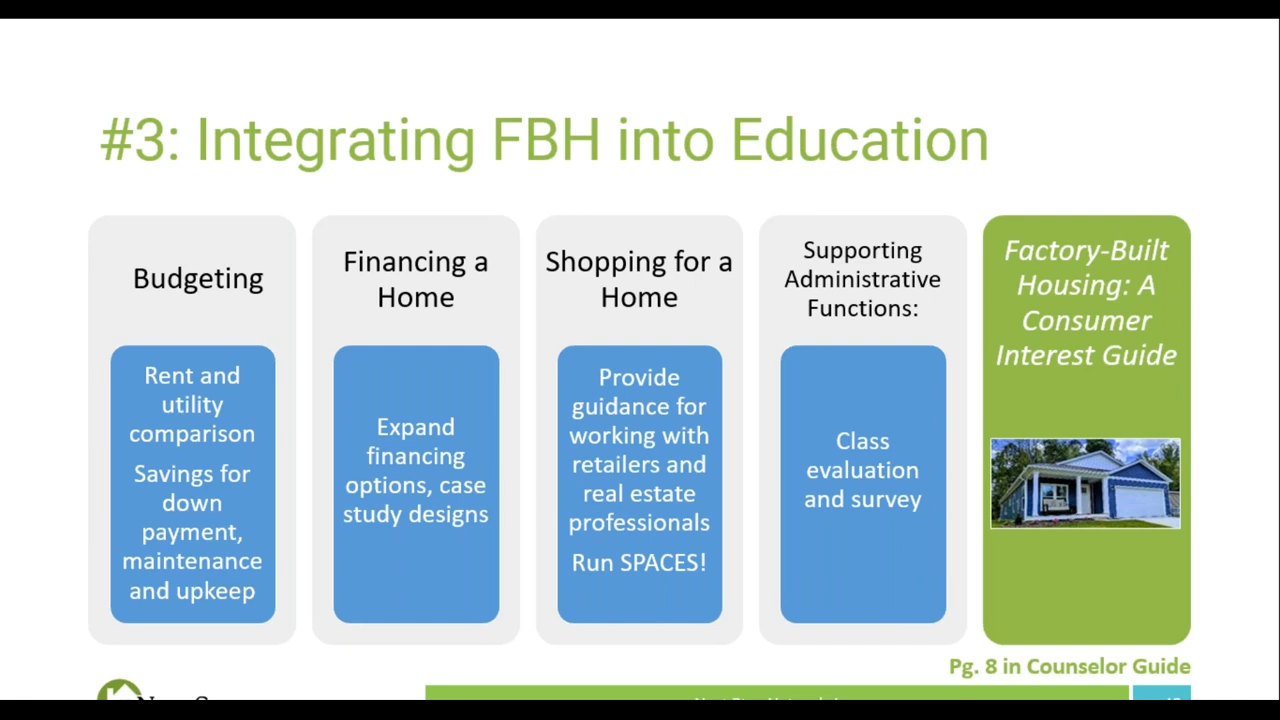 #3: Integrating FBH into Education
Budgeting
Rent and
utility
comparison
Savings for
down
payment,
maintenance
and upkeep
Financing a
Home
Expand
financing
options, case
study designs
Shopping for a
Home
Provide
guidance for
working with
retailers and
real estate
professionals
Run SPACES!
Supporting
Administrative
Functions:
Class
evaluation
and survey
Factory-Built
Housing: A
Consumer
Interest Guide
Pg. 8 in Counselor Guide